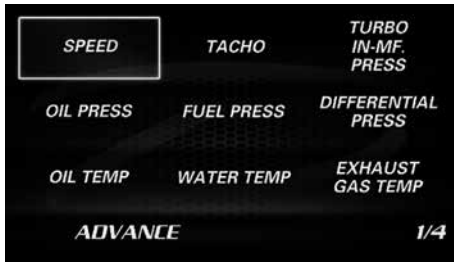 SPEED
TACHO
TURBO
IN-MF.
PRESS
OIL PRESS
FUEL PRESS
DIFFERENTIAL
PRESS
OIL TEMP
WATER TEMP
EXHAUST
GAS TEMP
ADVANCE
1/4